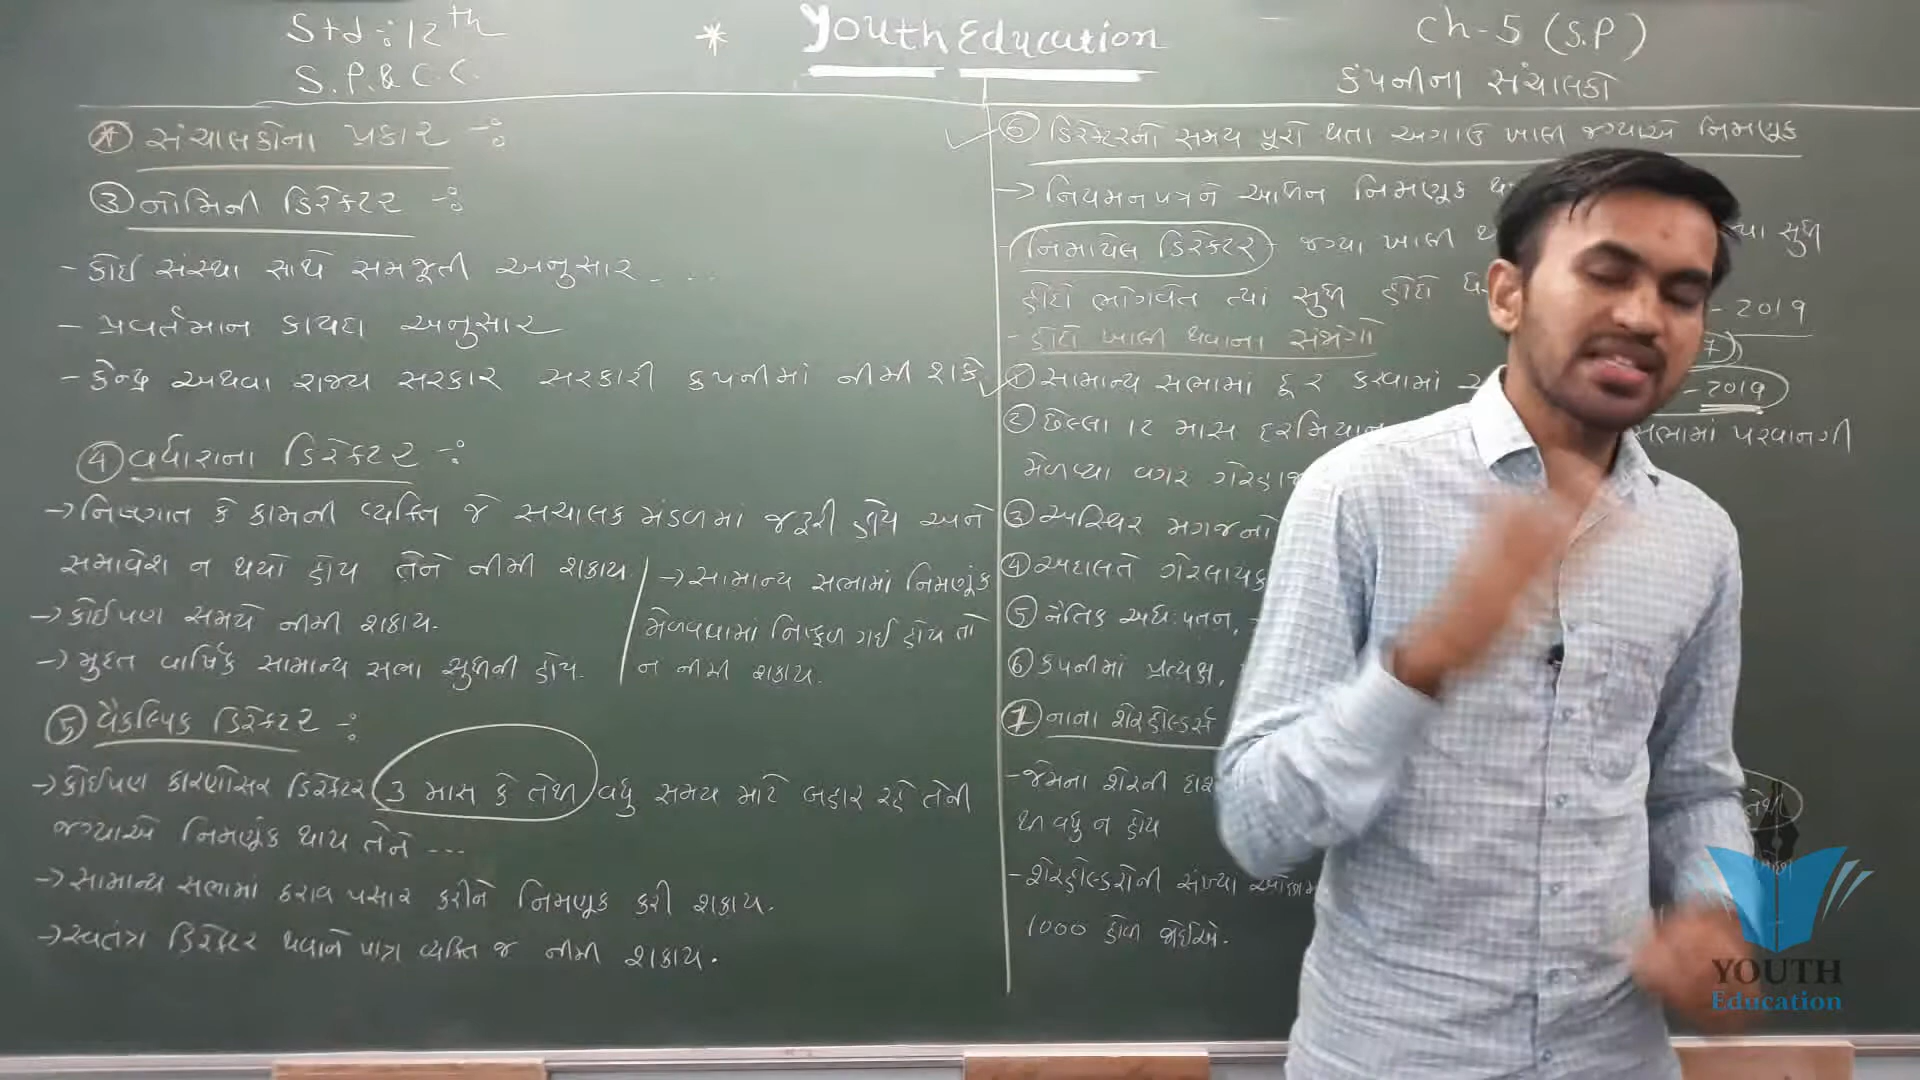 Std : 12th
S.P. & C.C.
* Youth Education
Ch-5 (S.P)
કંપનીના સંચાલકો
* સંચાલકોના પ્રકાર -:
③ નોમિની ડિરેક્ટર -:
- કોઈ સંસ્થા સાથે સમજૂતી અનુસાર ...
- પ્રવર્તમાન કાયદા અનુસાર
- કેન્દ્ર અથવા રાજ્ય સરકાર સરકારી કંપનીમાં નીમી શકે
④ વધારાના ડિરેક્ટર -:
→ નિષ્ણાત કે કામની વ્યક્તિ જે સંચાલક મંડળમાં જરૂરી હોય અને
સમાવેશ ન થયો હોય તેને નીમી શકાય
→ કોઈપણ સમયે નીમી શકાય.
→ મુદત વાર્ષિક સામાન્ય સભા સુધીની હોય.
→ સામાન્ય સભામાં નિમણૂંક
મેળવવામાં નિષ્ફળ ગઈ હોય તો
ન નીમી શકાય.
⑤ વૈકલ્પિક ડિરેક્ટર -:
→ કોઈપણ કારણોસર ડિરેક્ટર 3 માસ કે તેથી વધુ સમય માટે બહાર રહે તેની
જગ્યાએ નિમણૂંક થાય તેને ---
→ સામાન્ય સભામાં ઠરાવ પસાર કરીને નિમણૂક કરી શકાય.
→ સ્વતંત્ર ડિરેક્ટર થવાને પાત્ર વ્યક્તિ જ નીમી શકાય.
⑥ ડિરેક્ટરનો સમય પૂરો થતા અગાઉ ખાલી જગ્યાએ નિમણૂક
→ નિયમનપત્રને આધીન નિમણૂક
નિમાયેલ ડિરેક્ટર - જગ્યા ખાલી સુધી
હોદ્દો ભોગવત ત્યાં સુધી હોદ્દો - 2019
- હોદ્દો ખાલી થવાના સંજોગો
① સામાન્ય સભામાં દૂર કરવામાં - 2019
② છેલ્લા 12 માસ દરમિયાન સભામાં પરવાનગી
મેળવ્યા વગર
③ અસ્થિર મગજનો
④ અદાલતે ગેરલાયક
⑤ નૈતિક અધઃપતન,
⑥ કંપનીમાં પ્રત્યક્ષ,
⑦ નાના શેરહોલ્ડર્સ
- જેમના શેરની
થી વધુ ન હોય
- શેરહોલ્ડરોની સંખ્યા
1000 હોવી જોઈએ.
YOUTH
Education